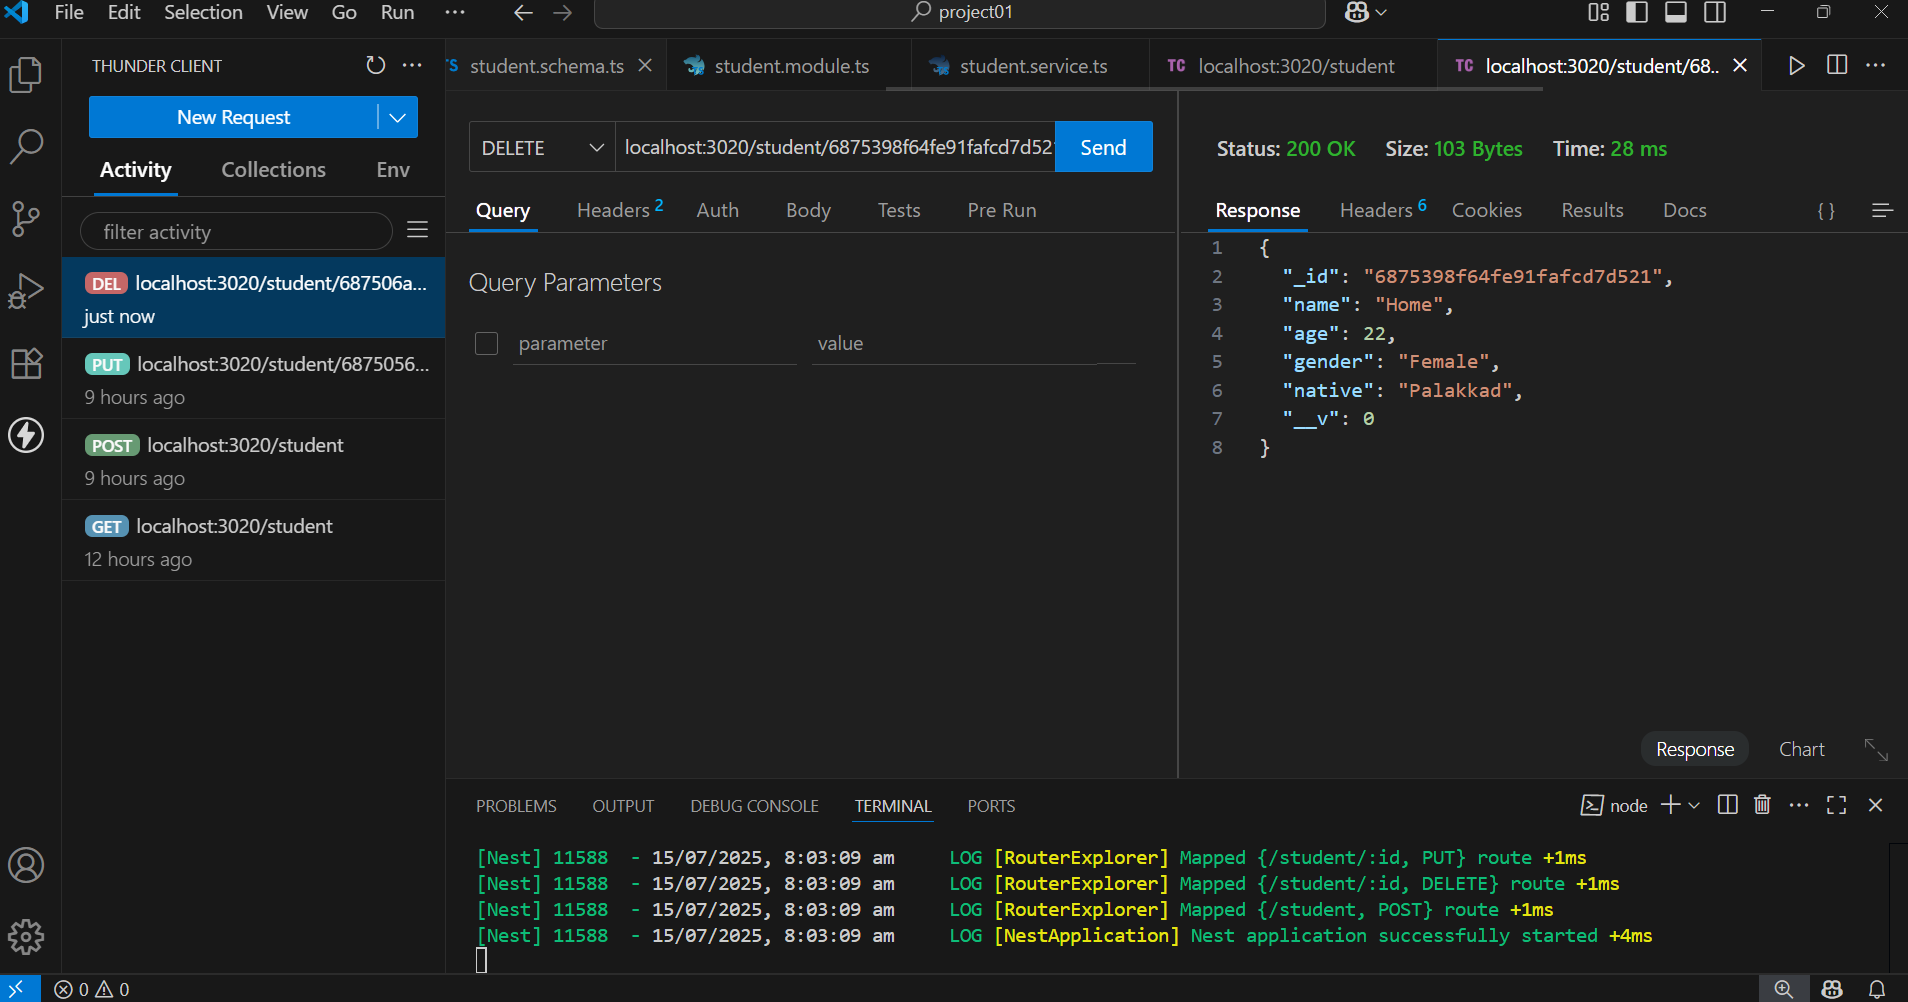 File Edit Selection View Go Run ··· project01
THUNDER CLIENT
New Request
Activity Collections Env
filter activity
DEL localhost:3020/student/687506a...
just now
PUT localhost:3020/student/6875056...
9 hours ago
POST localhost:3020/student
9 hours ago
GET localhost:3020/student
12 hours ago
TS student.schema.ts student.module.ts student.service.ts TC localhost:3020/student TC localhost:3020/student/68..
DELETE localhost:3020/student/6875398f64fe91fafcd7d521 Send
Query Headers 2 Auth Body Tests Pre Run
Query Parameters
parameter value
Status: 200 OK Size: 103 Bytes Time: 28 ms
Response Headers 6 Cookies Results Docs { }
1 {
2 "_id": "6875398f64fe91fafcd7d521",
3 "name": "Home",
4 "age": 22,
5 "gender": "Female",
6 "native": "Palakkad",
7 "__v": 0
8 }
Response Chart
PROBLEMS OUTPUT DEBUG CONSOLE TERMINAL PORTS node
[Nest] 11588 - 15/07/2025, 8:03:09 am LOG [RouterExplorer] Mapped {/student/:id, PUT} route +1ms
[Nest] 11588 - 15/07/2025, 8:03:09 am LOG [RouterExplorer] Mapped {/student/:id, DELETE} route +1ms
[Nest] 11588 - 15/07/2025, 8:03:09 am LOG [RouterExplorer] Mapped {/student, POST} route +1ms
[Nest] 11588 - 15/07/2025, 8:03:09 am LOG [NestApplication] Nest application successfully started +4ms
0 0